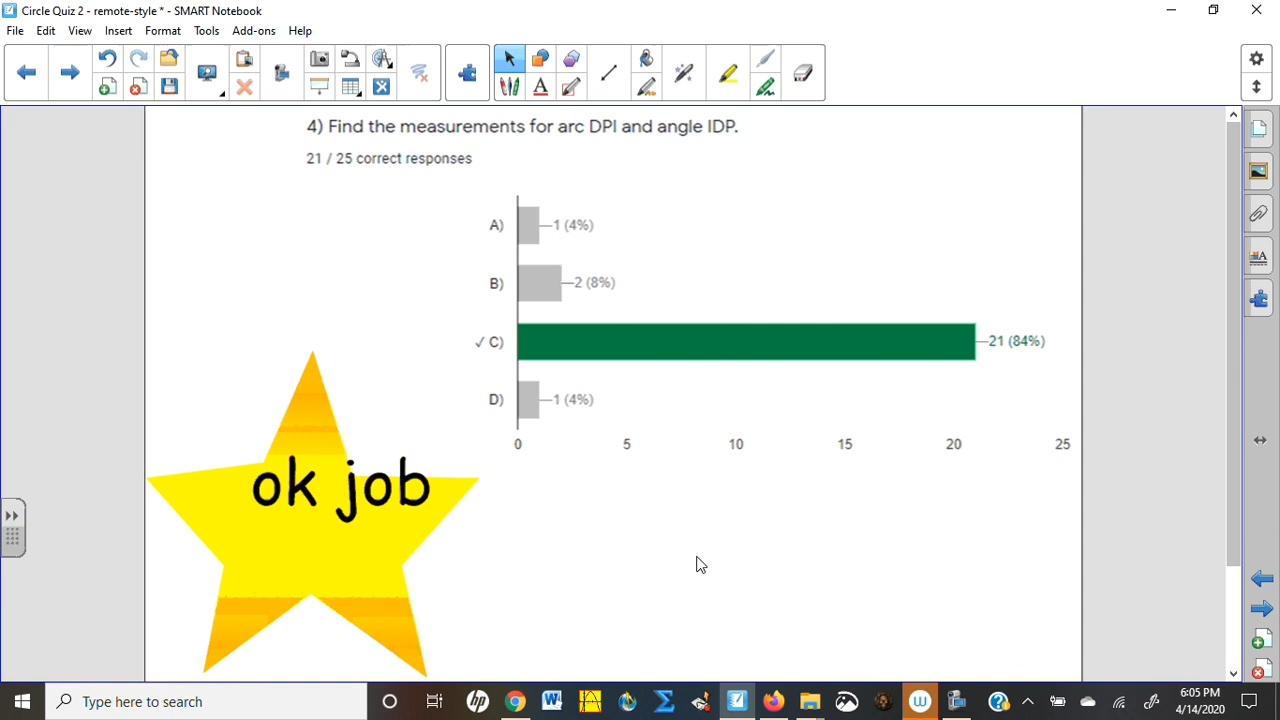 Circle Quiz 2 - remote-style * - SMART Notebook
File Edit View Insert Format Tools Add-ons Help
4) Find the measurements for arc DPI and angle IDP.
21 / 25 correct responses
A) 1 (4%)
B) 2 (8%)
✓ C) 21 (84%)
D) 1 (4%)
0 5 10 15 20 25
ok job
Type here to search
6:05 PM
4/14/2020